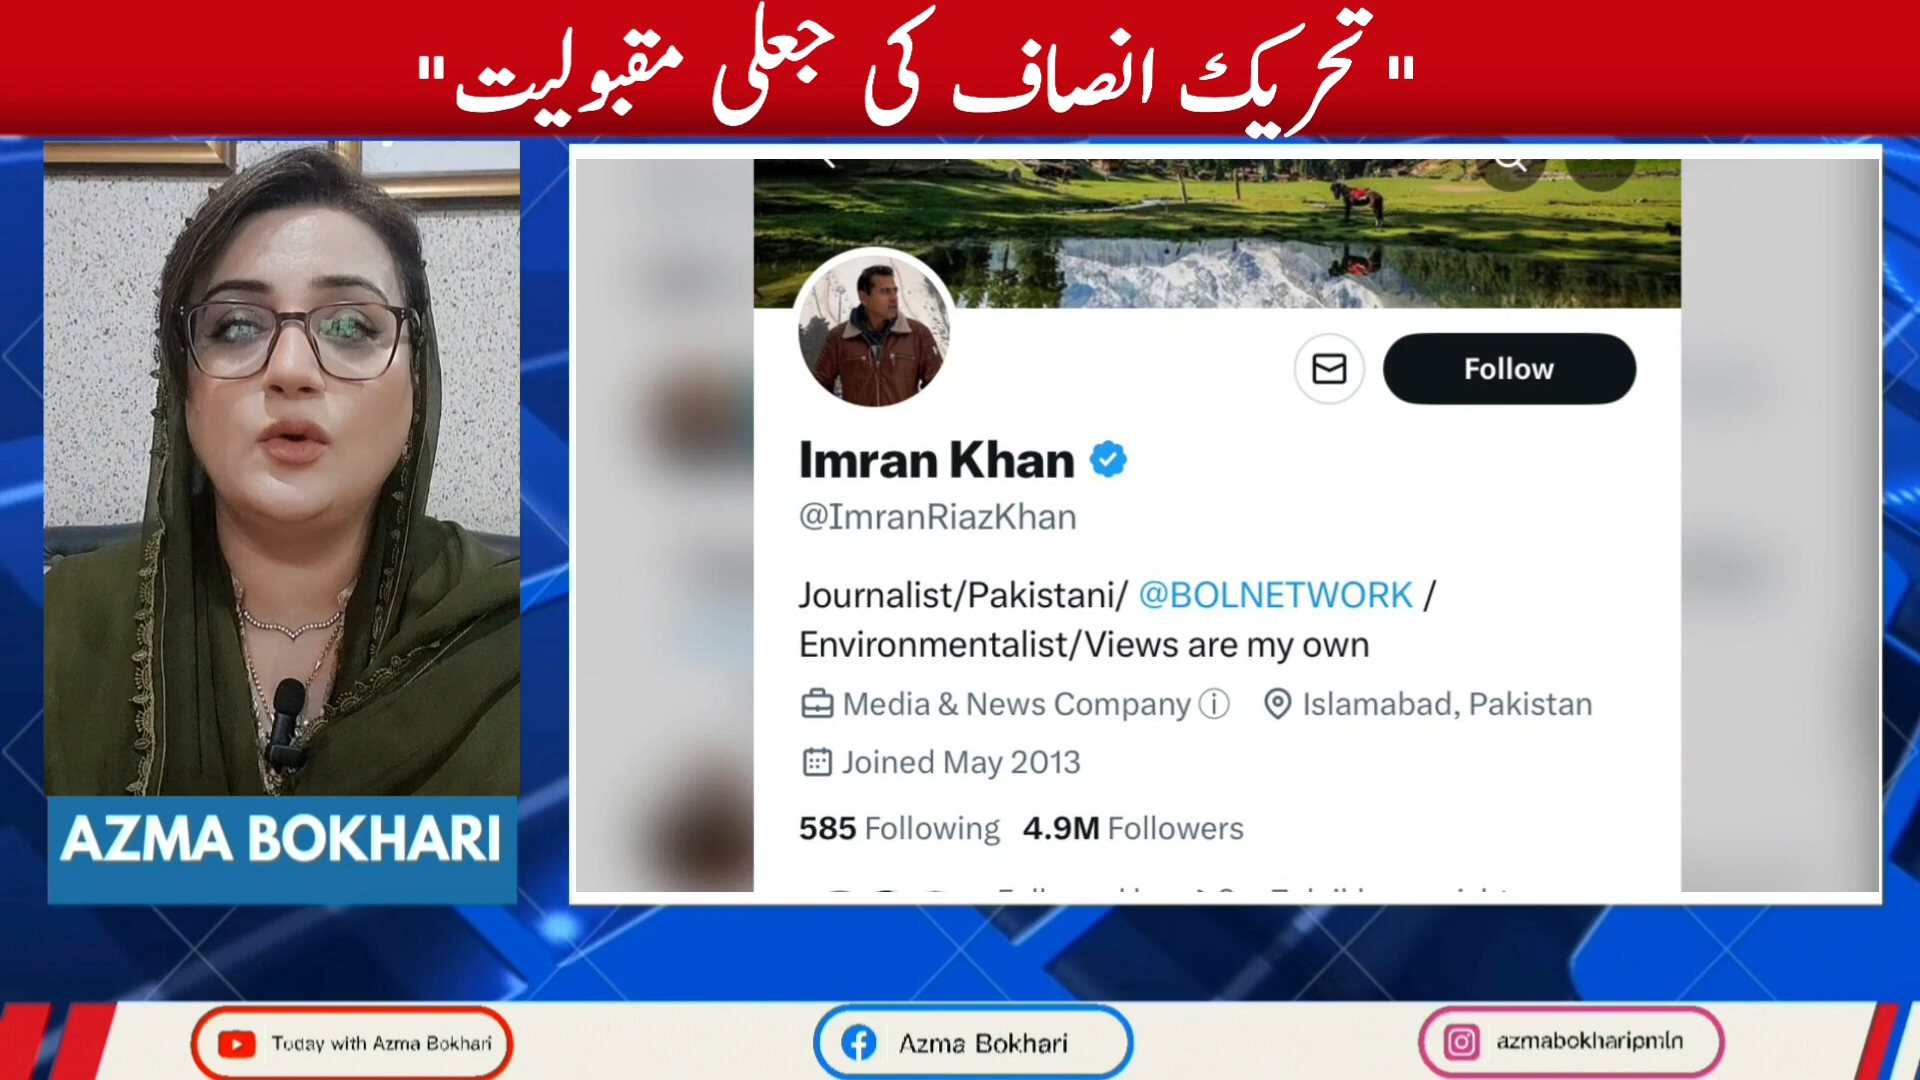 " تحریک انصاف کی جعلی مقبولیت"
Follow
Imran Khan
@ImranRiazKhan
Journalist/Pakistani/ @BOLNETWORK /
Environmentalist/Views are my own
Media & News Company
Islamabad, Pakistan
Joined May 2013
585 Following 4.9M Followers
AZMA BOKHARI
Today with Azma Bokhari
Azma Bokhari
azmabokharipmln